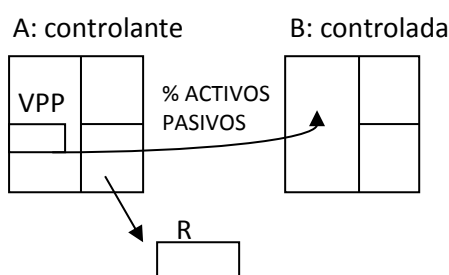 A: controlante
B: controlada
VPP
% ACTIVOS
PASIVOS
R